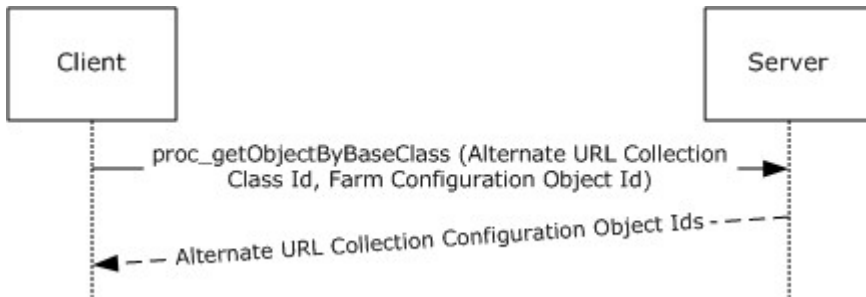 Client
Server
proc_getObjectByBaseClass (Alternate URL Collection
Class Id, Farm Configuration Object Id)
Alternate URL Collection Configuration Object Ids